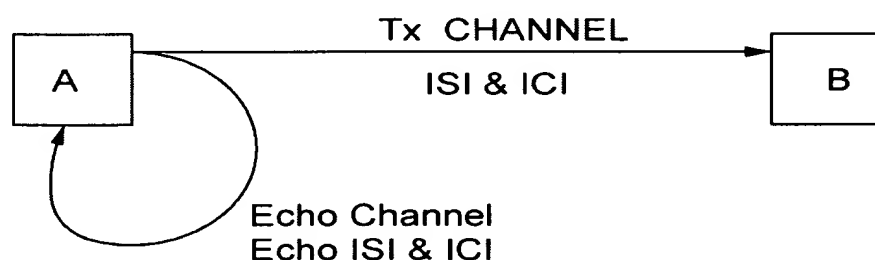 Tx CHANNEL
A
ISI & ICI
B
Echo Channel
Echo ISI & ICI